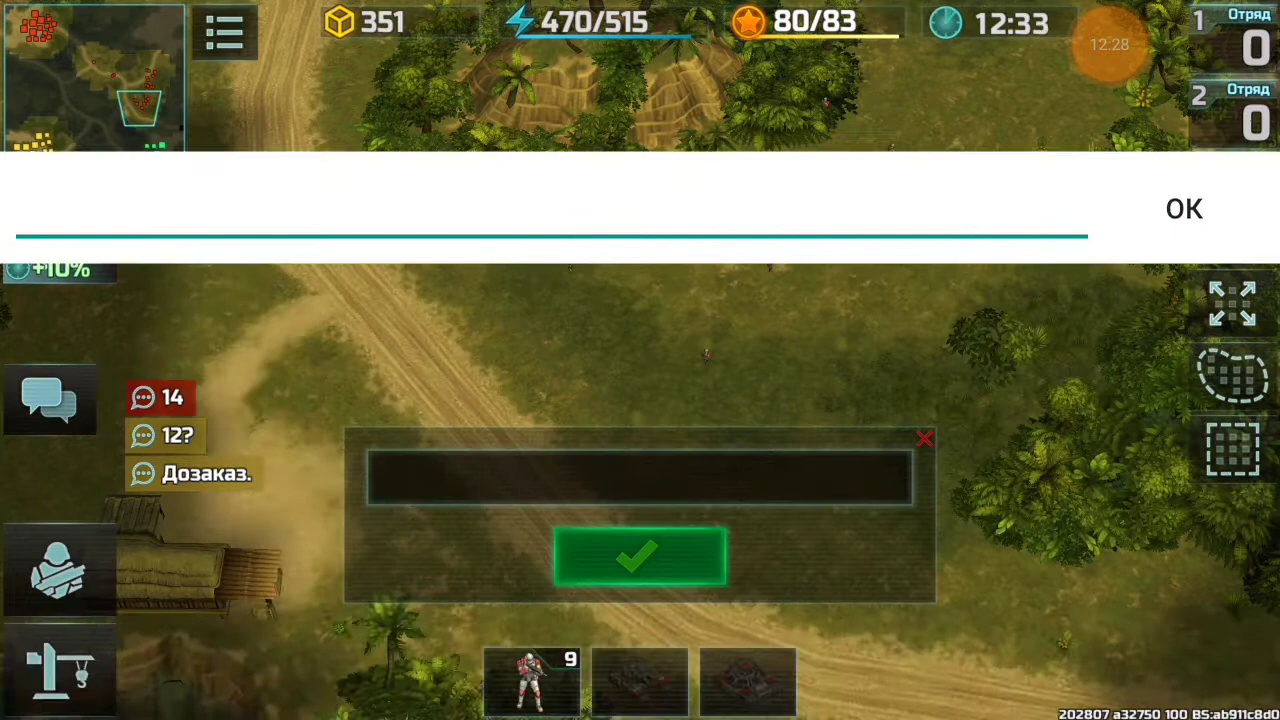 351
470/515
80/83
12:33
12:28
1 Отряд
0
2 Отряд
0
ОК
+10%
14
12?
Дозаказ.
9
202807 a32750 100 BS:ab911c8d0